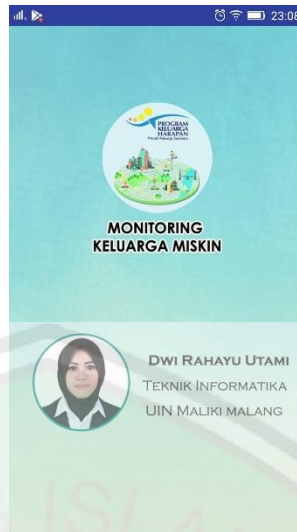 23:08
PROGRAM
KELUARGA
HARAPAN
MONITORING
KELUARGA MISKIN
DWI RAHAYU UTAMI
TEKNIK INFORMATIKA
UIN MALIKI MALANG